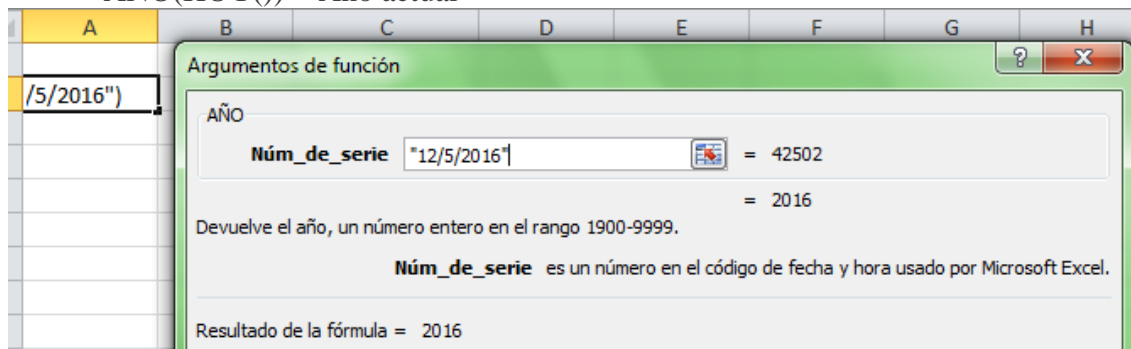 A B C D E F G H
Argumentos de función
/5/2016")
AÑO
Núm_de_serie "12/5/2016" = 42502
= 2016
Devuelve el año, un número entero en el rango 1900-9999.
Núm_de_serie es un número en el código de fecha y hora usado por Microsoft Excel.
Resultado de la fórmula = 2016